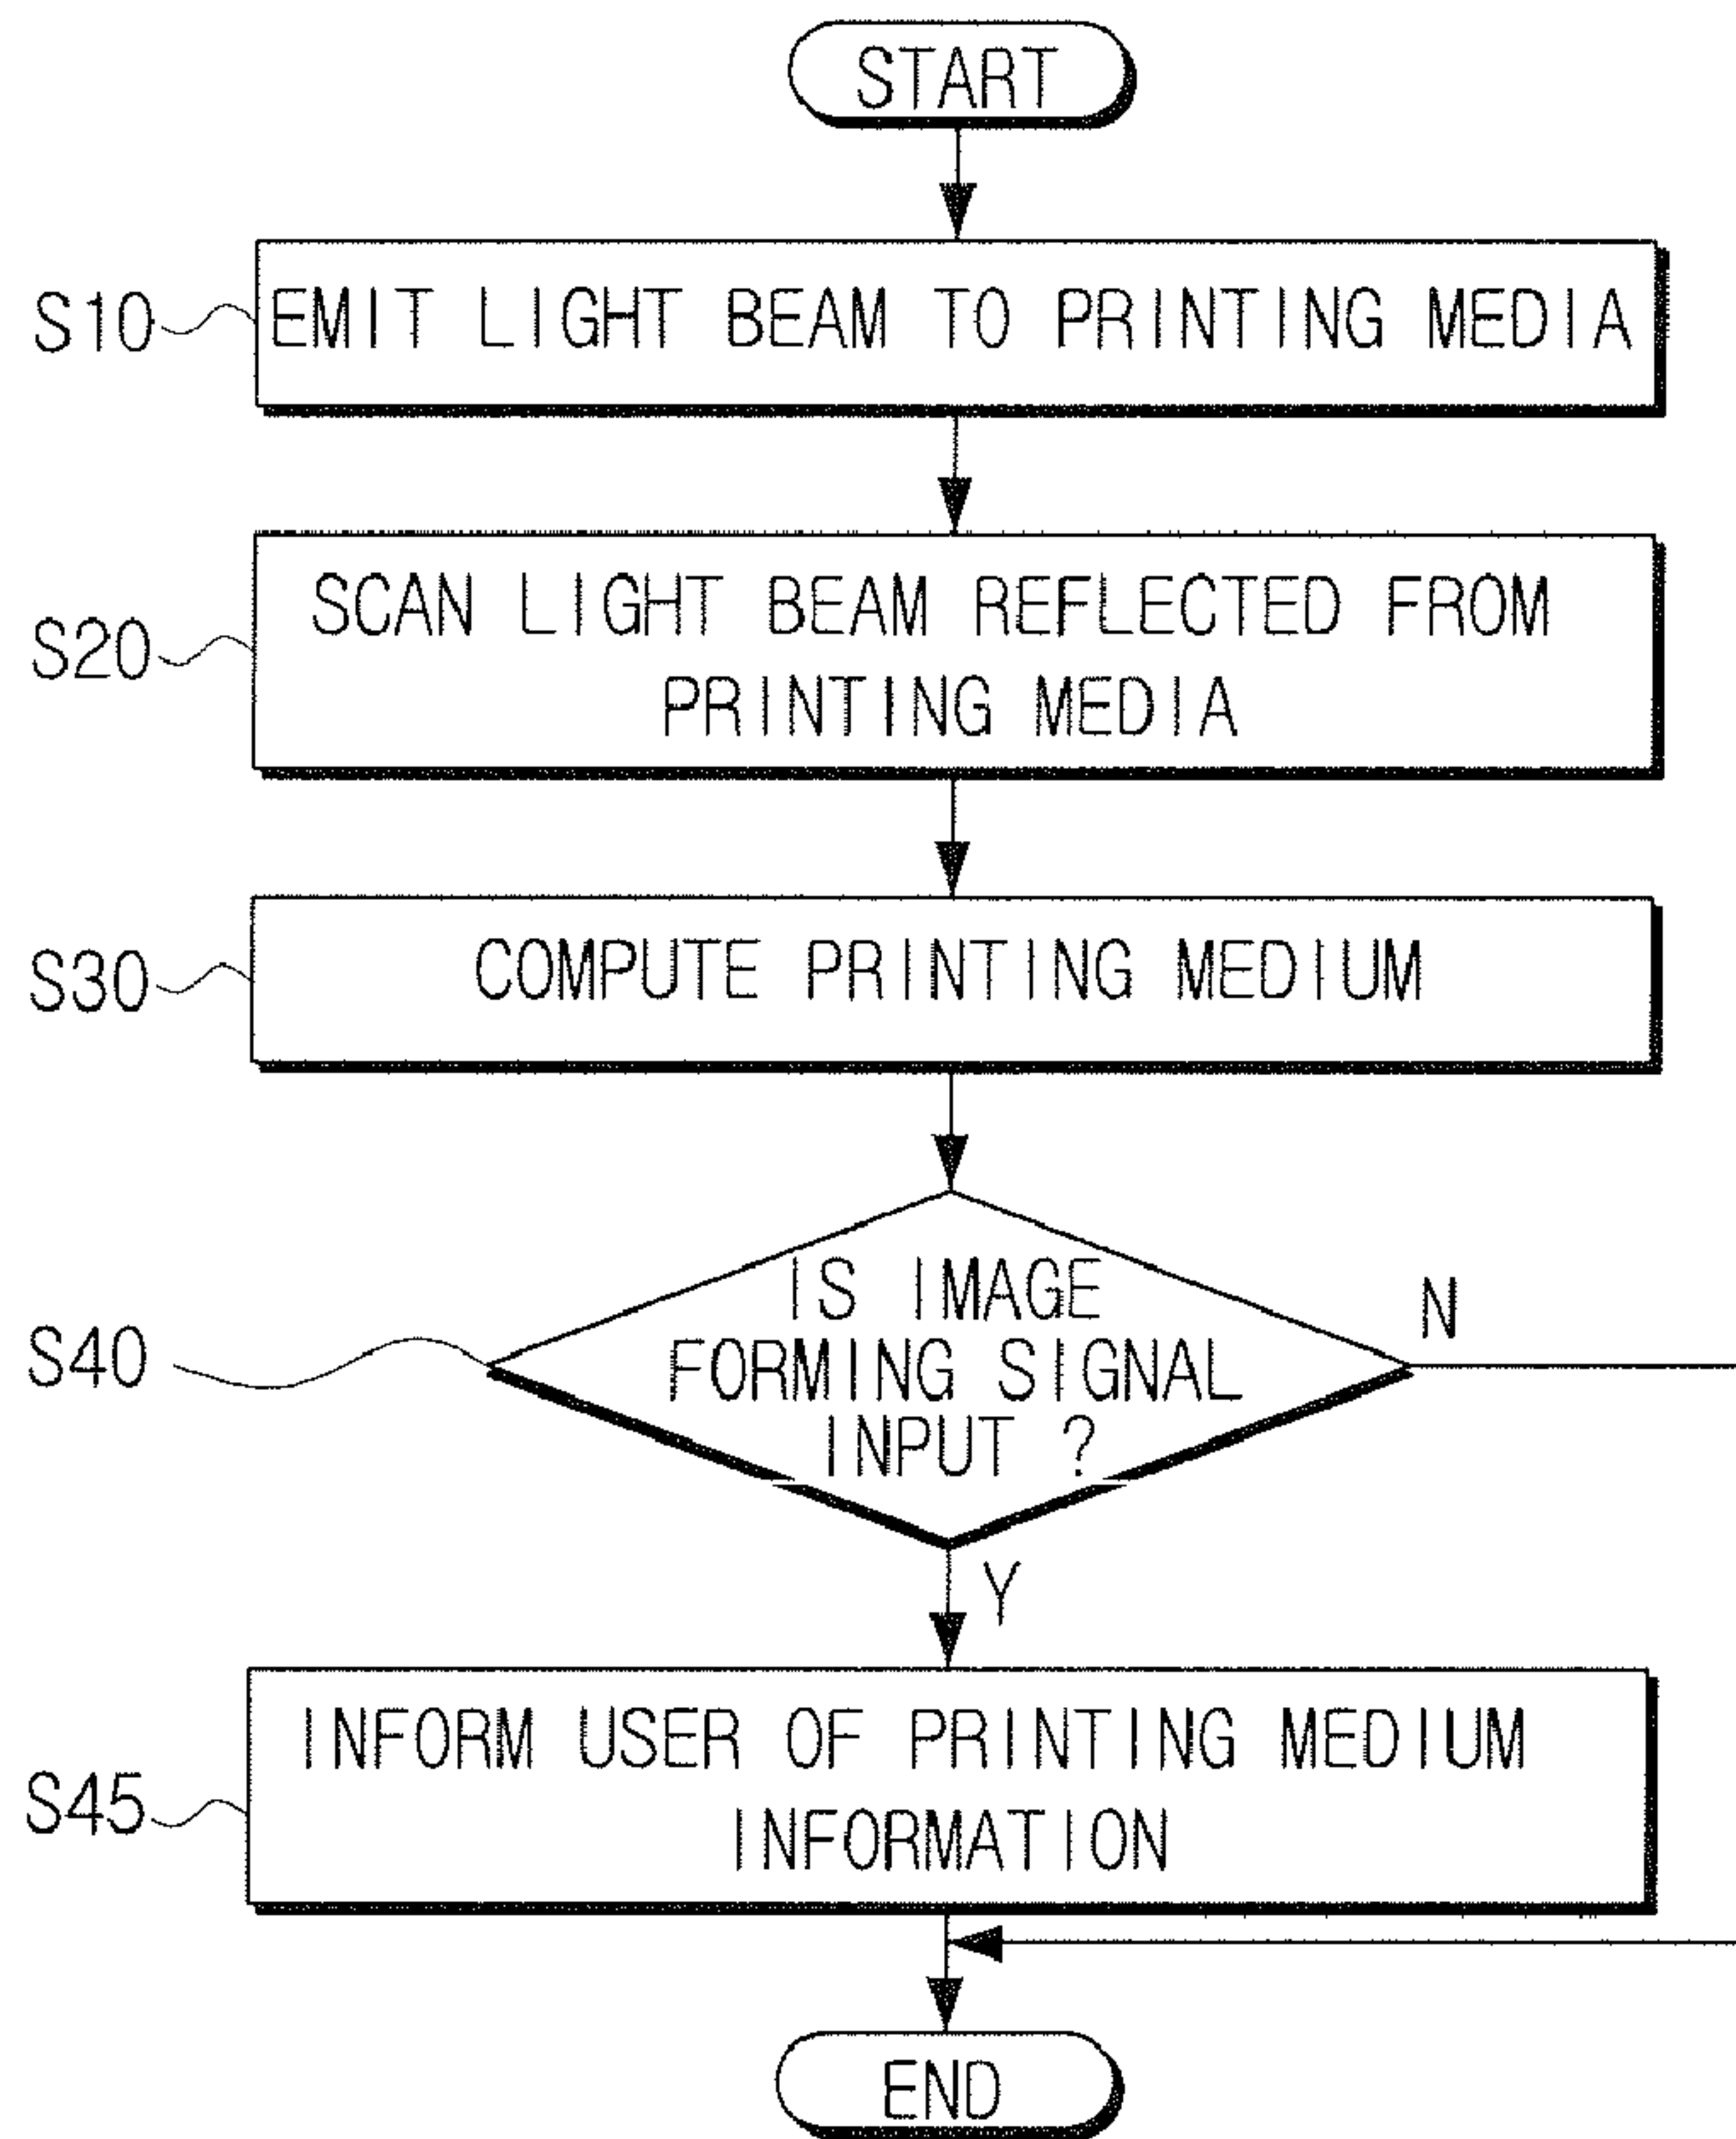 START
S10
EMIT LIGHT BEAM TO PRINTING MEDIA
S20
SCAN LIGHT BEAM REFLECTED FROM
PRINTING MEDIA
S30
COMPUTE PRINTING MEDIUM
S40
IS IMAGE
FORMING SIGNAL
INPUT ?
N
Y
S45
INFORM USER OF PRINTING MEDIUM
INFORMATION
END